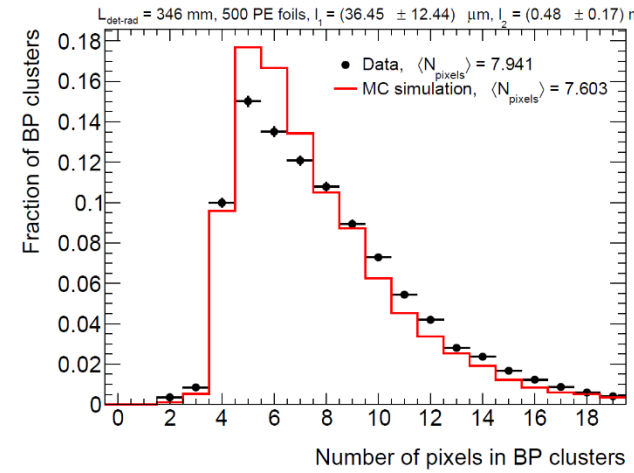 L_det-rad = 346 mm, 500 PE foils, l_1 = (36.45 ± 12.44) μm, l_2 = (0.48 ± 0.17) m
Fraction of BP clusters
0.18
0.16
0.14
0.12
0.1
0.08
0.06
0.04
0.02
0
Data, ⟨N_pixels⟩ = 7.941
MC simulation, ⟨N_pixels⟩ = 7.603
0 2 4 6 8 10 12 14 16 18
Number of pixels in BP clusters